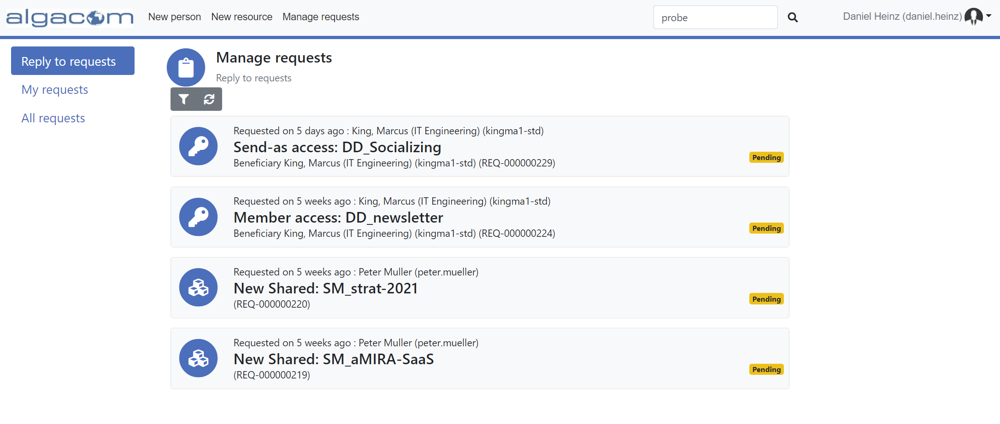 algacom
New person New resource Manage requests
probe
Daniel Heinz (daniel.heinz)
Reply to requests
My requests
All requests
Manage requests
Reply to requests
Requested on 5 days ago : King, Marcus (IT Engineering) (kingma1-std)
Send-as access: DD_Socializing
Beneficiary King, Marcus (IT Engineering) (kingma1-std) (REQ-000000229)
Pending
Requested on 5 weeks ago : King, Marcus (IT Engineering) (kingma1-std)
Member access: DD_newsletter
Beneficiary King, Marcus (IT Engineering) (kingma1-std) (REQ-000000224)
Pending
Requested on 5 weeks ago : Peter Muller (peter.mueller)
New Shared: SM_strat-2021
(REQ-000000220)
Pending
Requested on 5 weeks ago : Peter Muller (peter.mueller)
New Shared: SM_aMIRA-SaaS
(REQ-000000219)
Pending